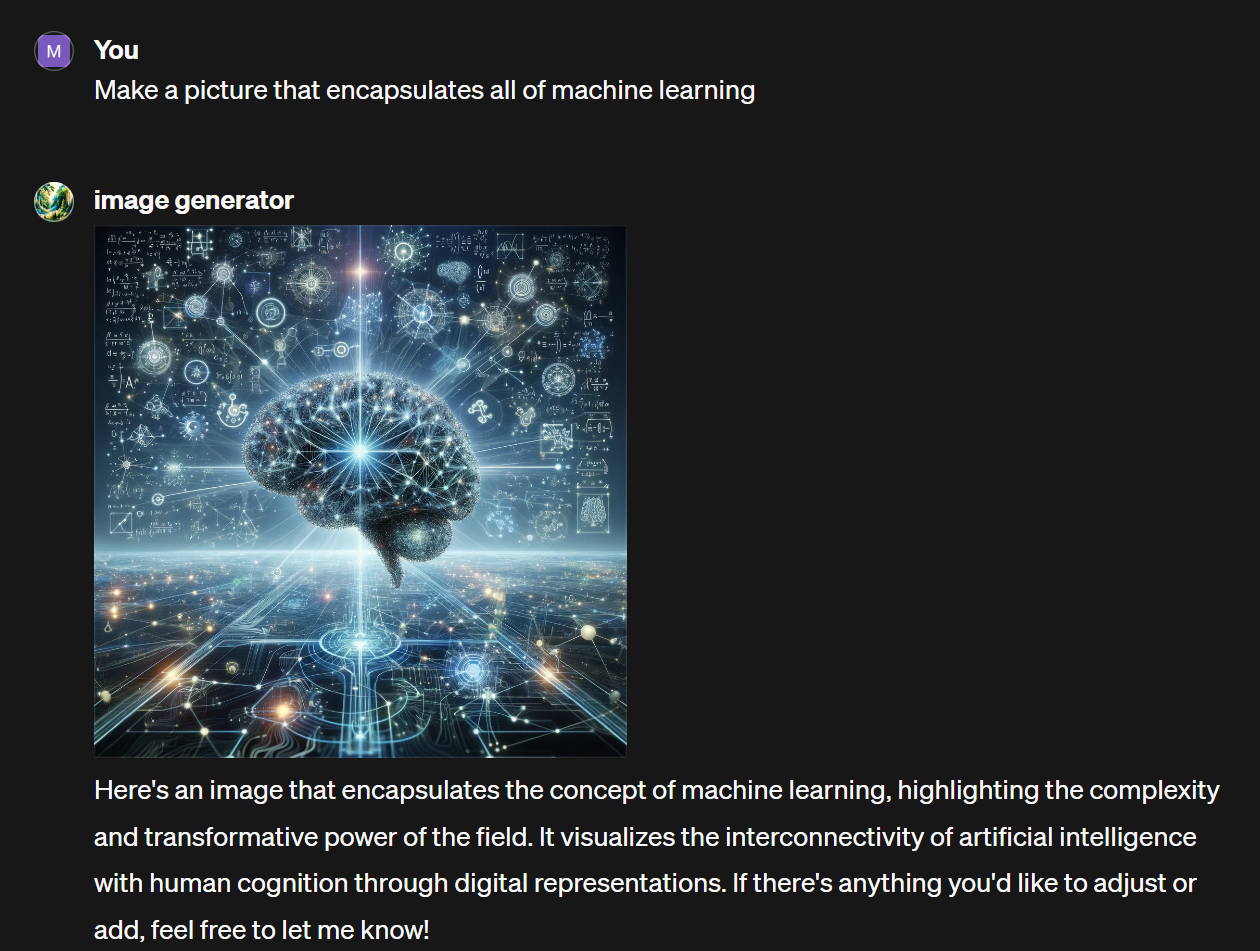 M
You
Make a picture that encapsulates all of machine learning
image generator
Here's an image that encapsulates the concept of machine learning, highlighting the complexity
and transformative power of the field. It visualizes the interconnectivity of artificial intelligence
with human cognition through digital representations. If there's anything you'd like to adjust or
add, feel free to let me know!